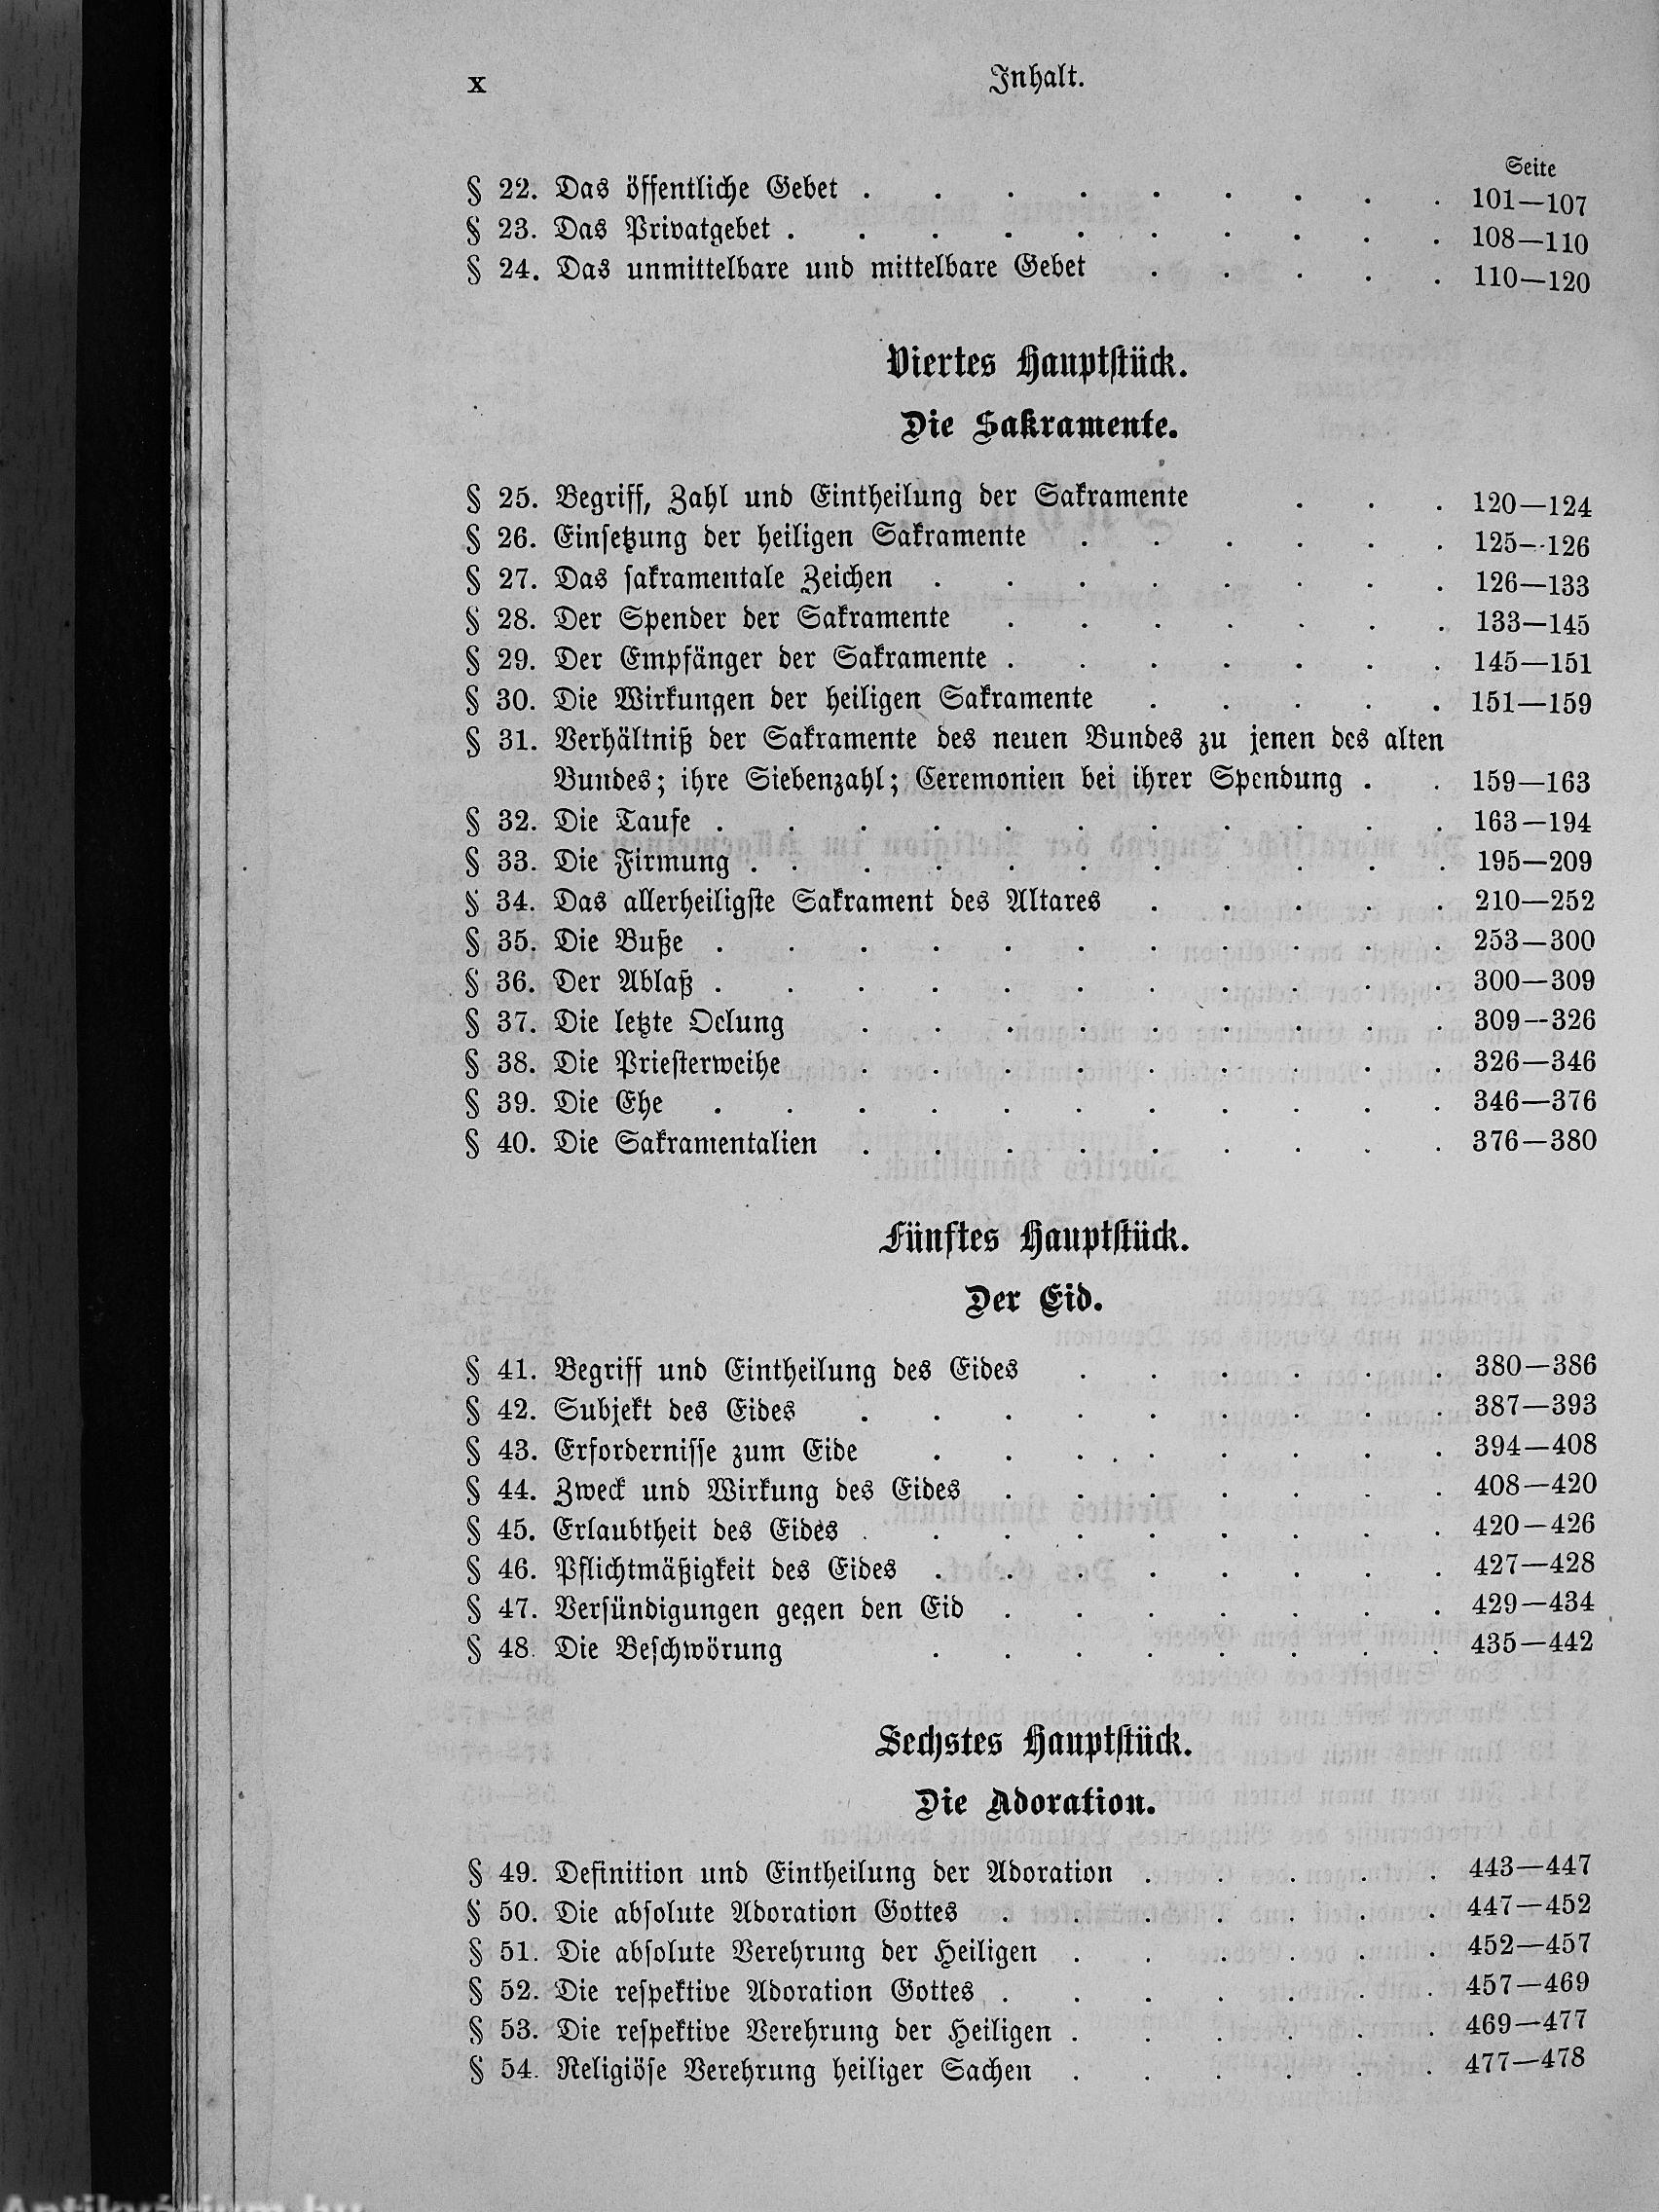 x Inhalt.
Seite
§ 22. Das öffentliche Gebet . . . . . . . . . 101—107
§ 23. Das Privatgebet . . . . . . . . . . 108—110
§ 24. Das unmittelbare und mittelbare Gebet . . . . . 110—120
Viertes Hauptstück.
Die Sakramente.
§ 25. Begriff, Zahl und Eintheilung der Sakramente . . . 120—124
§ 26. Einsetzung der heiligen Sakramente . . . . . . 125—126
§ 27. Das sakramentale Zeichen . . . . . . . . 126—133
§ 28. Der Spender der Sakramente . . . . . . . 133—145
§ 29. Der Empfänger der Sakramente . . . . . . . 145—151
§ 30. Die Wirkungen der heiligen Sakramente . . . . . 151—159
§ 31. Verhältniß der Sakramente des neuen Bundes zu jenen des alten
Bundes; ihre Siebenzahl; Ceremonien bei ihrer Spendung . . 159—163
§ 32. Die Taufe . . . . . . . . . . . 163—194
§ 33. Die Firmung . . . . . . . . . . . 195—209
§ 34. Das allerheiligste Sakrament des Altares . . . . . 210—252
§ 35. Die Buße . . . . . . . . . . . 253—300
§ 36. Der Ablaß . . . . . . . . . . . 300—309
§ 37. Die letzte Oelung . . . . . . . . . 309—326
§ 38. Die Priesterweihe . . . . . . . . . 326—346
§ 39. Die Ehe . . . . . . . . . . . 346—376
§ 40. Die Sakramentalien . . . . . . . . . 376—380
Fünftes Hauptstück.
Der Eid.
§ 41. Begriff und Eintheilung des Eides . . . . . . 380—386
§ 42. Subjekt des Eides . . . . . . . . . 387—393
§ 43. Erfordernisse zum Eide . . . . . . . . 394—408
§ 44. Zweck und Wirkung des Eides . . . . . . . 408—420
§ 45. Erlaubtheit des Eides . . . . . . . . . 420—426
§ 46. Pflichtmäßigkeit des Eides . . . . . . . . 427—428
§ 47. Versündigungen gegen den Eid . . . . . . . 429—434
§ 48. Die Beschwörung . . . . . . . . 435—442
Sechstes Hauptstück.
Die Adoration.
§ 49. Definition und Eintheilung der Adoration . . . . . 443—447
§ 50. Die absolute Adoration Gottes . . . . . . . 447—452
§ 51. Die absolute Verehrung der Heiligen . . . . . . 452—457
§ 52. Die respektive Adoration Gottes . . . . . . . 457—469
§ 53. Die respektive Verehrung der Heiligen . . . . . . 469—477
§ 54. Religiöse Verehrung heiliger Sachen . . . . . . 477—478